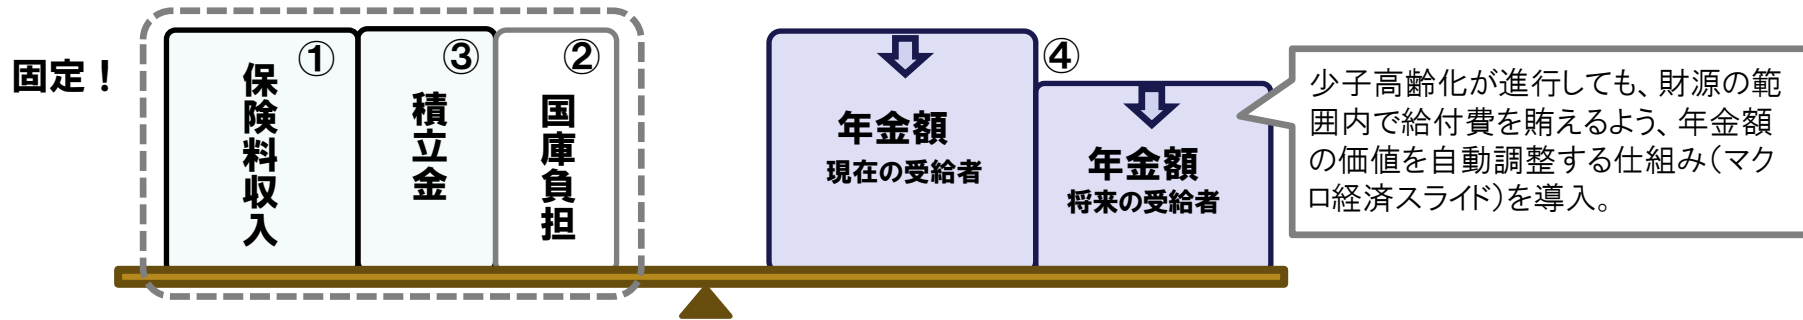 固定！
①
保険料収入
③
積立金
②
国庫負担
年金額
現在の受給者
④
年金額
将来の受給者
少子高齢化が進行しても、財源の範
囲内で給付費を賄えるよう、年金額
の価値を自動調整する仕組み（マク
ロ経済スライド）を導入。